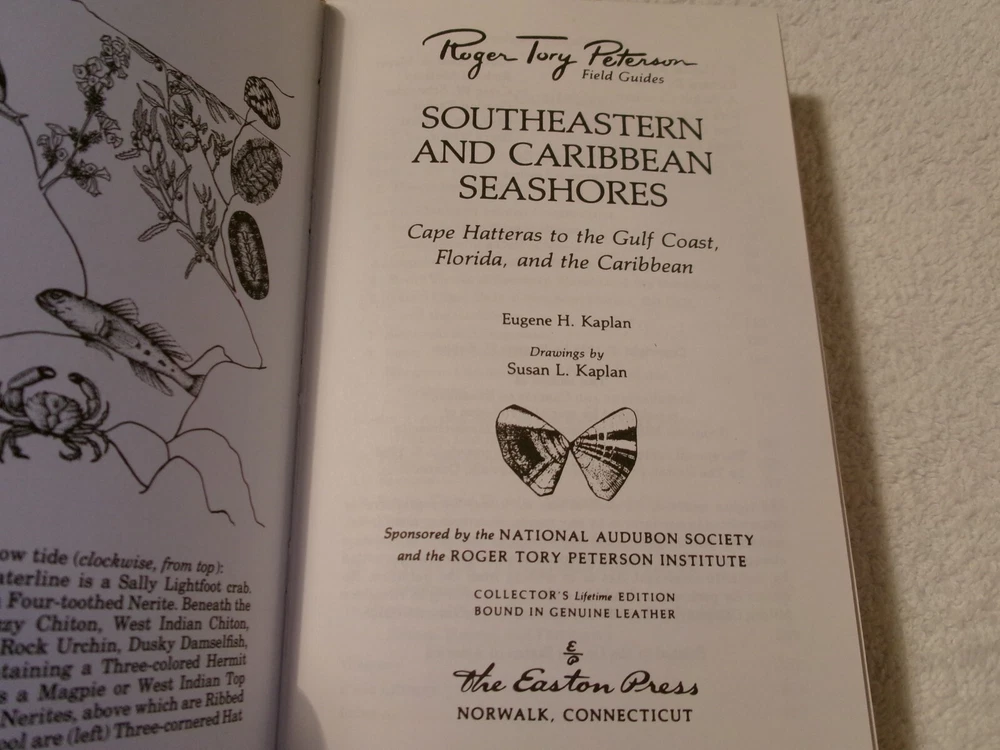 ow tide (clockwise, from top):
aterline is a Sally Lightfoot crab.
Four-toothed Nerite. Beneath the
zzy Chiton, West Indian Chiton,
Rock Urchin, Dusky Damselfish,
taining a Three-colored Hermit
s a Magpie or West Indian Top
Nerites, above which are Ribbed
ool are (left) Three-cornered Hat
Roger Tory Peterson
Field Guides
SOUTHEASTERN
AND CARIBBEAN
SEASHORES
Cape Hatteras to the Gulf Coast,
Florida, and the Caribbean
Eugene H. Kaplan
Drawings by
Susan L. Kaplan
Sponsored by the NATIONAL AUDUBON SOCIETY
and the ROGER TORY PETERSON INSTITUTE
COLLECTOR'S Lifetime EDITION
BOUND IN GENUINE LEATHER
The Easton Press
NORWALK, CONNECTICUT